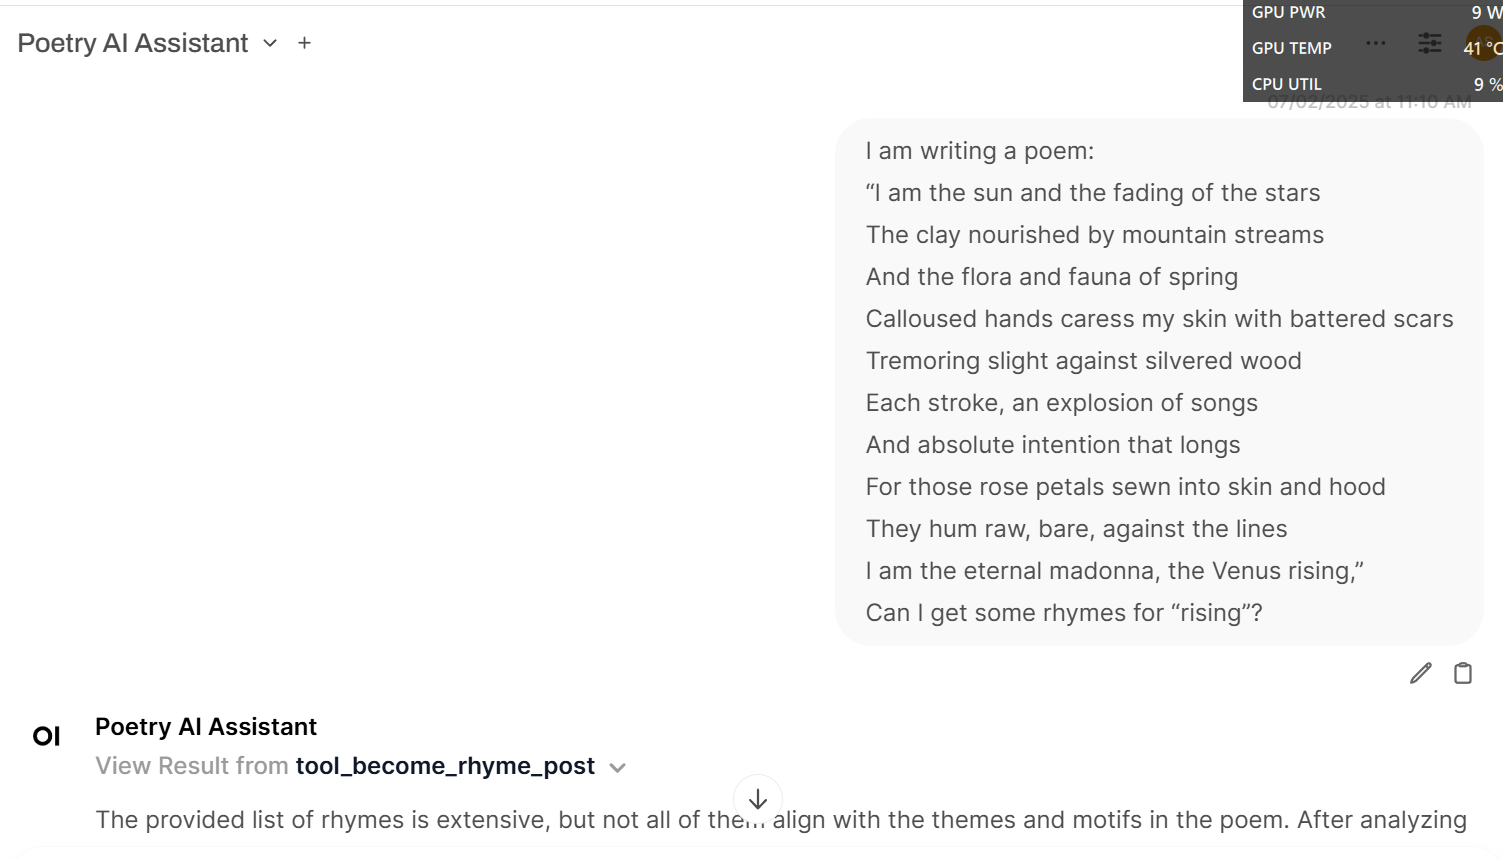 Poetry AI Assistant
GPU PWR 9 W
GPU TEMP 41 °C
CPU UTIL 9 %
07/02/2025 at 11:10 AM
I am writing a poem:
“I am the sun and the fading of the stars
The clay nourished by mountain streams
And the flora and fauna of spring
Calloused hands caress my skin with battered scars
Tremoring slight against silvered wood
Each stroke, an explosion of songs
And absolute intention that longs
For those rose petals sewn into skin and hood
They hum raw, bare, against the lines
I am the eternal madonna, the Venus rising,”
Can I get some rhymes for “rising”?
OI
Poetry AI Assistant
View Result from tool_become_rhyme_post
The provided list of rhymes is extensive, but not all of them align with the themes and motifs in the poem. After analyzing